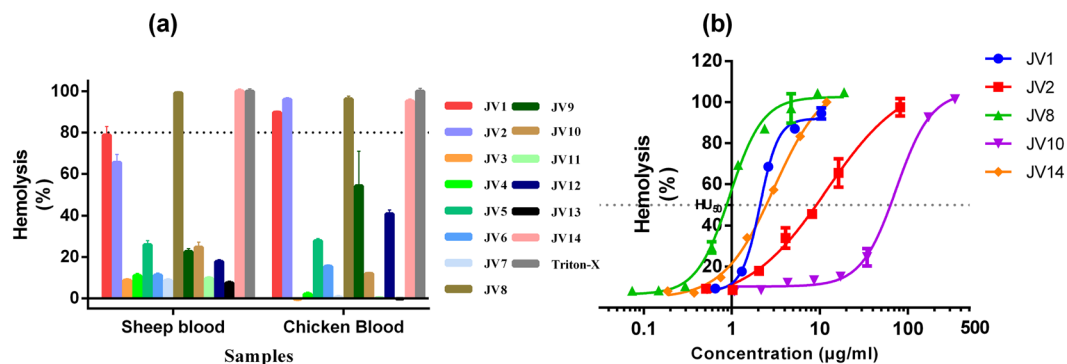 (a)
Hemolysis
(%)
100
80
60
40
20
0
Sheep blood
Chicken Blood
Samples
JV1
JV2
JV3
JV4
JV5
JV6
JV7
JV8
JV9
JV10
JV11
JV12
JV13
JV14
Triton-X
(b)
Hemolysis
(%)
120
100
80
60
HU50
40
20
0.1
1
10
100
500
Concentration (µg/ml)
JV1
JV2
JV8
JV10
JV14